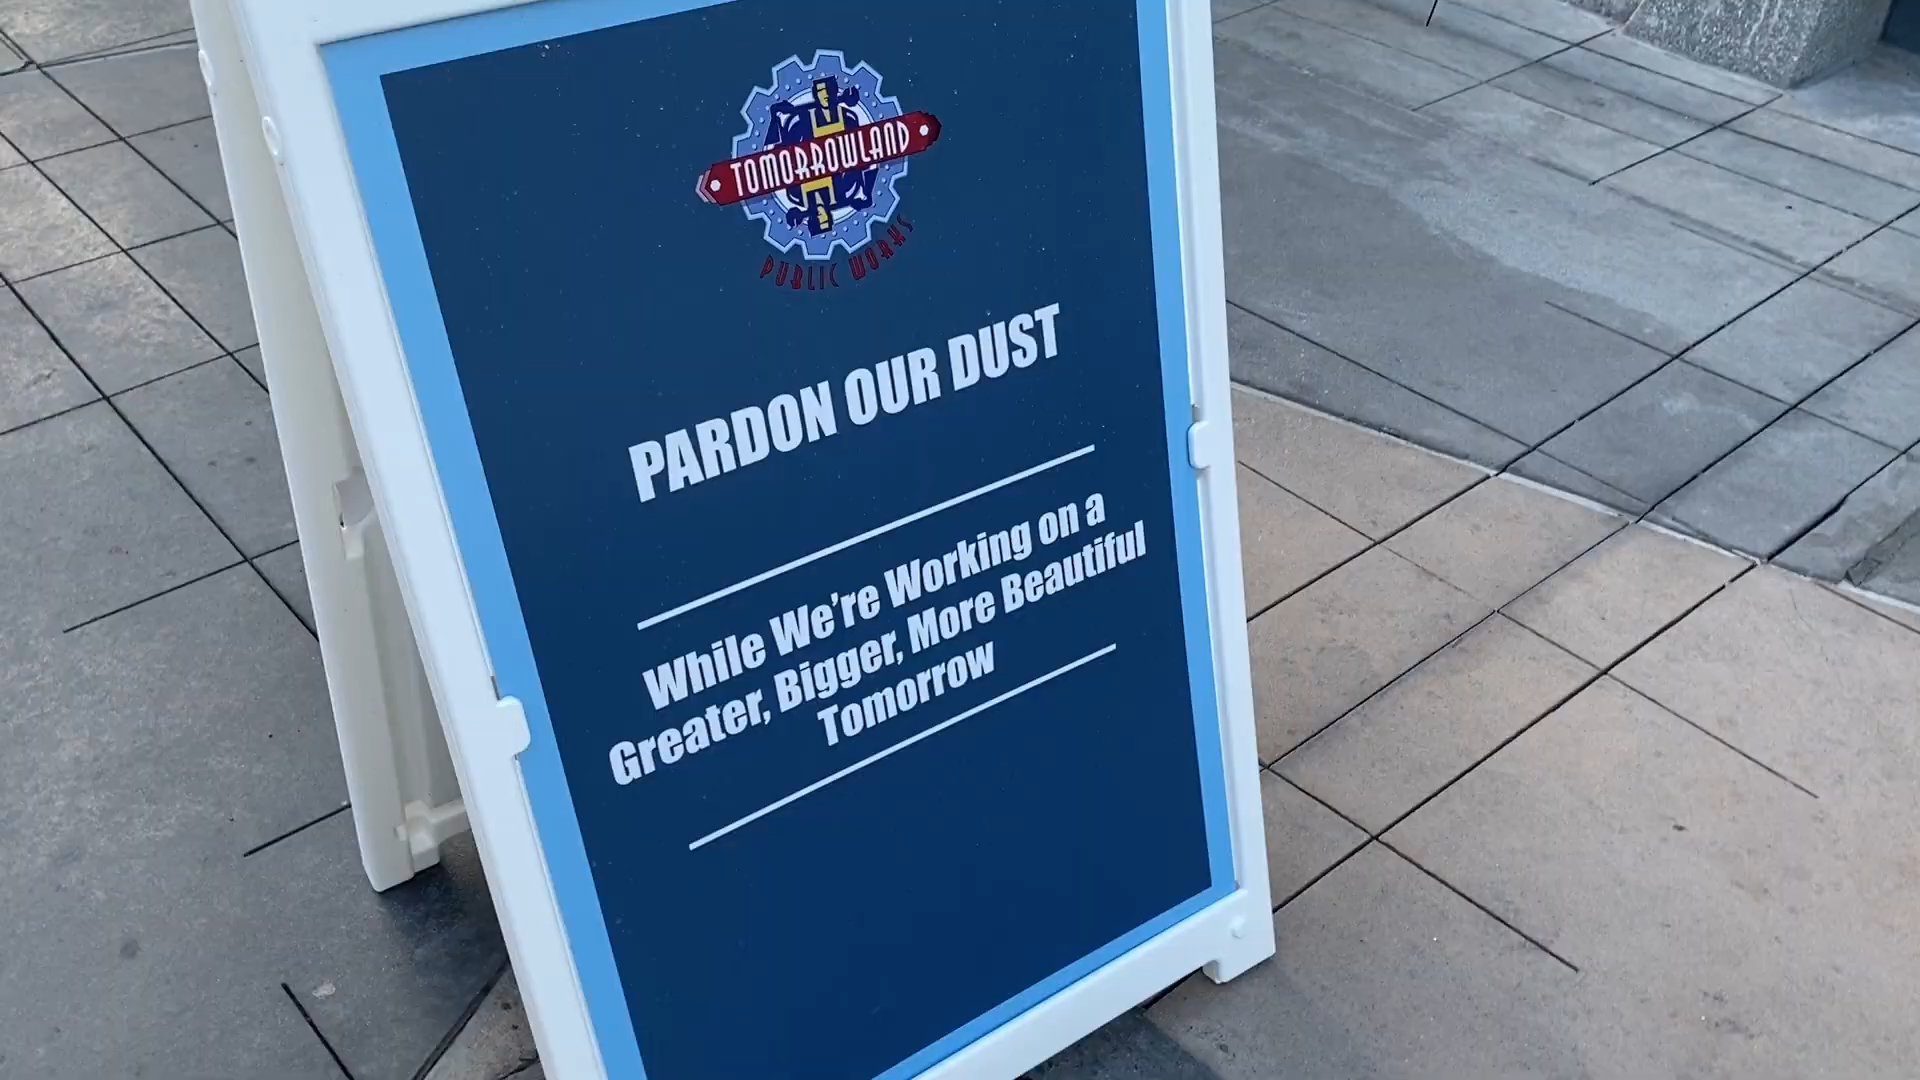 TOMORROWLAND
PUBLIC WORKS
PARDON OUR DUST
While We're Working on a
Greater, Bigger, More Beautiful
Tomorrow